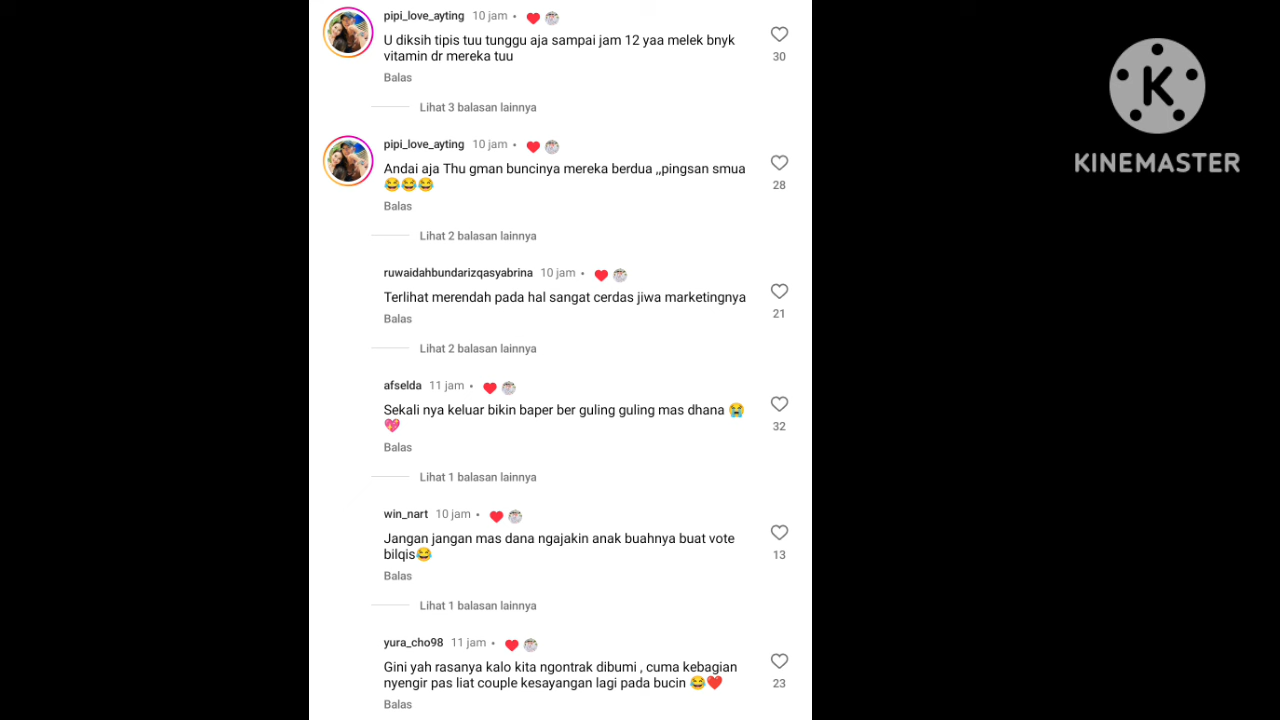 pipi_love_ayting 10 jam •
U diksih tipis tuu tunggu aja sampai jam 12 yaa melek bnyk
vitamin dr mereka tuu
30
Balas
Lihat 3 balasan lainnya
pipi_love_ayting 10 jam •
Andai aja Thu gman buncinya mereka berdua ,,pingsan smua
😂😂😂
28
Balas
Lihat 2 balasan lainnya
ruwaidahbundarizqasyabrina 10 jam •
Terlihat merendah pada hal sangat cerdas jiwa marketingnya
21
Balas
Lihat 2 balasan lainnya
afselda 11 jam •
Sekali nya keluar bikin baper ber guling guling mas dhana 😭
💖
32
Balas
Lihat 1 balasan lainnya
win_nart 10 jam •
Jangan jangan mas dana ngajakin anak buahnya buat vote
bilqis😂
13
Balas
Lihat 1 balasan lainnya
yura_cho98 11 jam •
Gini yah rasanya kalo kita ngontrak dibumi , cuma kebagian
nyengir pas liat couple kesayangan lagi pada bucin 😂❤️
23
Balas
K
KINEMASTER